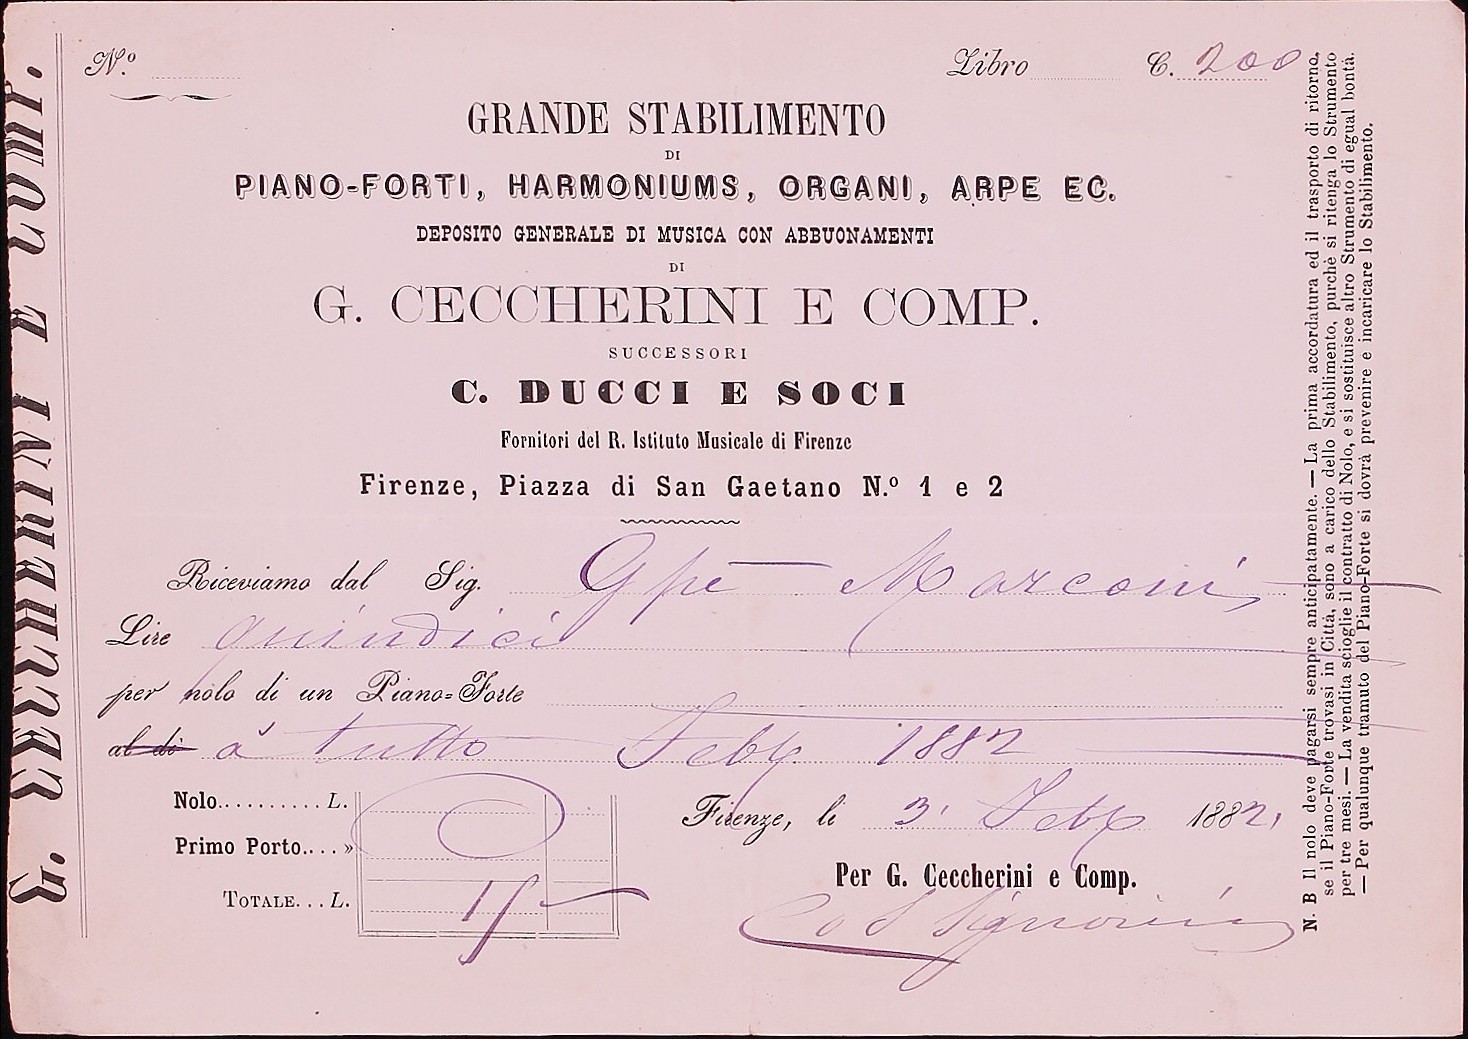 G. CECCHERINI E COMP.
N.º
Libro C. 200
GRANDE STABILIMENTO
DI
PIANO-FORTI, HARMONIUMS, ORGANI, ARPE EC.
DEPOSITO GENERALE DI MUSICA CON ABBUONAMENTI
DI
G. CECCHERINI E COMP.
SUCCESSORI
C. DUCCI E SOCI
Fornitori del R. Istituto Musicale di Firenze
Firenze, Piazza di San Gaetano N.º 1 e 2
Riceviamo dal Sig. Gpe Marconi
Lire quindici
per nolo di un Piano=Forte
al dì a tutto Febb 1882
Nolo.......... L.
Primo Porto.... »
TOTALE... L. 15
Firenze, li 3. Febb 1882.
Per G. Ceccherini e Comp.
Signorini
N. B Il nolo deve pagarsi sempre anticipatamente. — La prima accordatura ed il trasporto di ritorno,
se il Piano-Forte trovasi in Città, sono a carico dello Stabilimento, purchè si ritenga lo Strumento
per tre mesi. — La vendita scioglie il contratto di Nolo, e si sostituisce altro Strumento di egual bontà.
— Per qualunque tramuto del Piano-Forte si dovrà prevenire e incaricare lo Stabilimento.